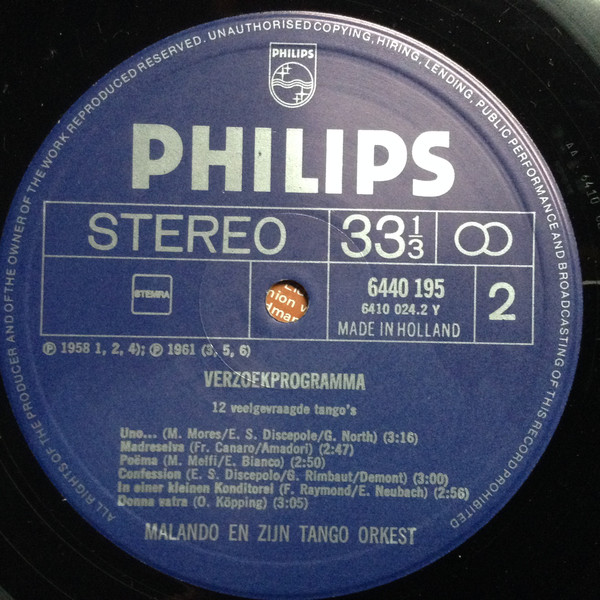 ALL RIGHTS OF THE PRODUCER AND OF THE OWNER OF THE WORK REPRODUCED RESERVED. UNAUTHORISED COPYING, HIRING, LENDING, PUBLIC PERFORMANCE AND BROADCASTING OF THIS RECORD PROHIBITED
PHILIPS
PHILIPS
STEREO 33⅓
STEMRA
6440 195
6410 024.2 Y
2
MADE IN HOLLAND
℗ 1958 1, 2, 4); ℗ 1961 (3, 5, 6)
VERZOEKPROGRAMMA
12 veelgevraagde tango's
Uno... (M. Mores/E. S. Discepole/G. North) (3:16)
Madreselva (Fr. Canaro/Amadori) (2:47)
Poëma (M. Melfi/E. Bianco) (2:50)
Confession (E. S. Discepolo/G. Rimbaut/Demont) (3:00)
In einer kleinen Konditorei (F. Raymond/E. Neubach) (2:56)
Donna vatra (O. Köpping) (3:05)
MALANDO EN ZIJN TANGO ORKEST